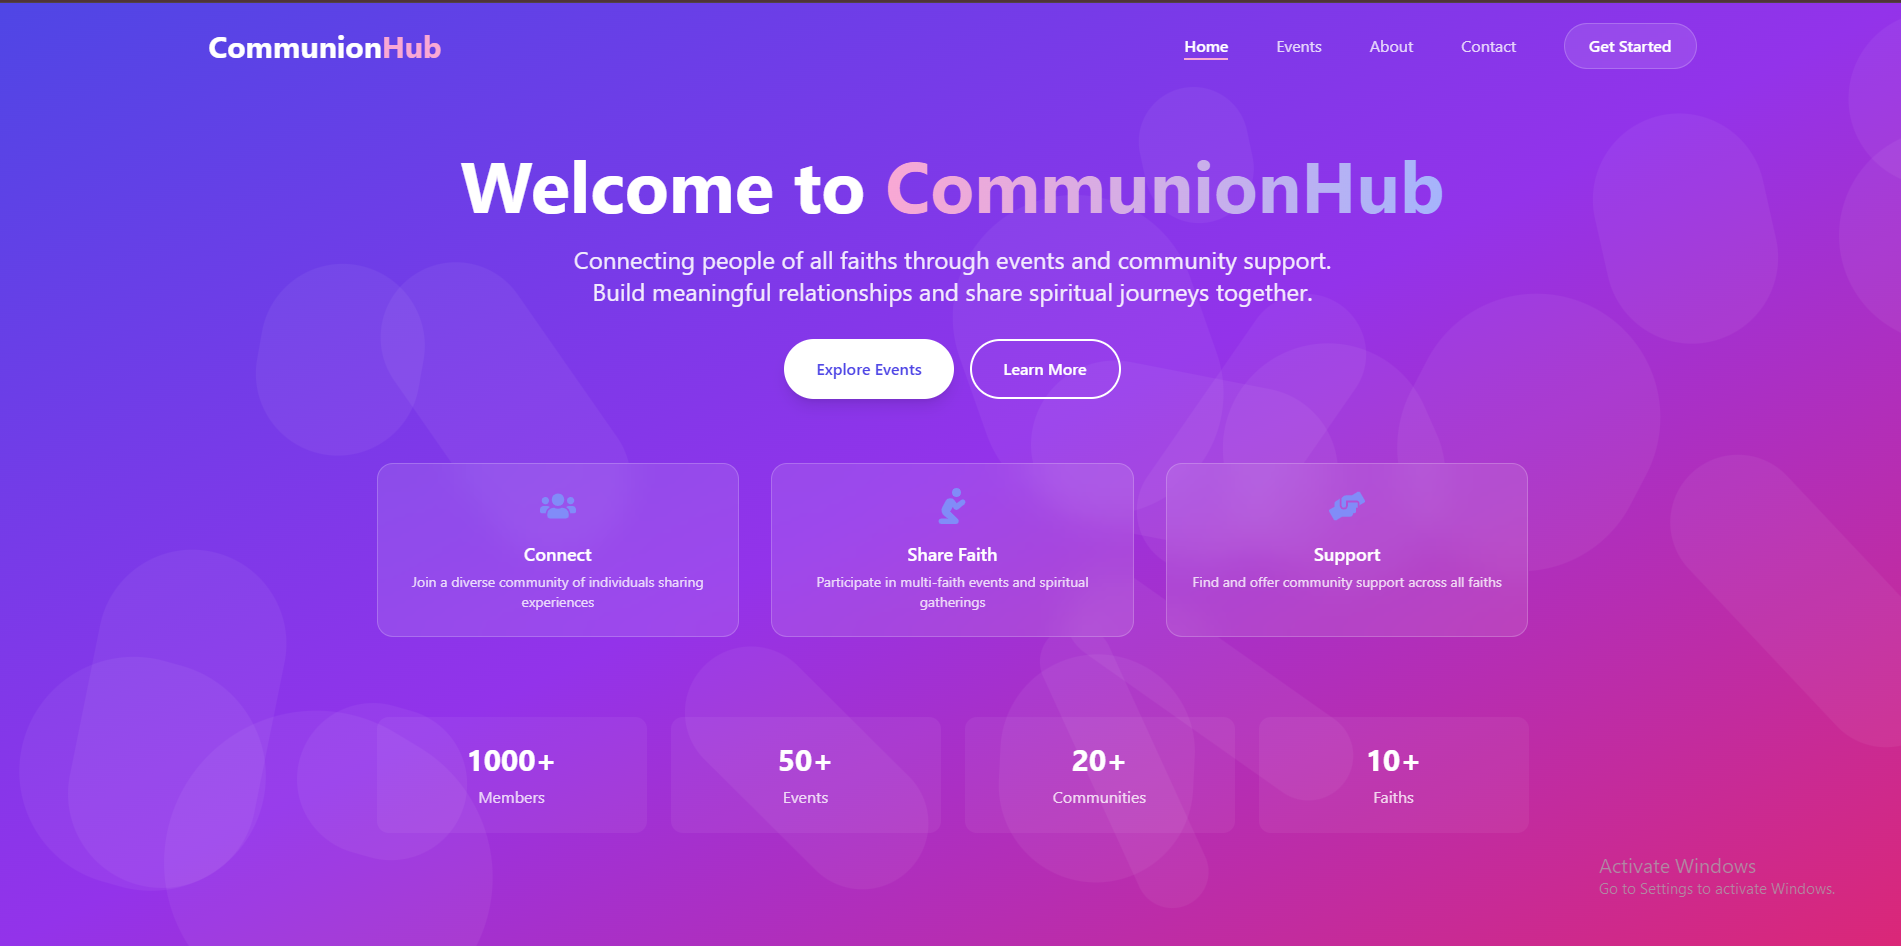 CommunionHub
Home
Events
About
Contact
Get Started
Welcome to CommunionHub
Connecting people of all faiths through events and community support.
Build meaningful relationships and share spiritual journeys together.
Explore Events
Learn More
Connect
Join a diverse community of individuals sharing
experiences
Share Faith
Participate in multi-faith events and spiritual
gatherings
Support
Find and offer community support across all faiths
1000+
Members
50+
Events
20+
Communities
10+
Faiths
Activate Windows
Go to Settings to activate Windows.